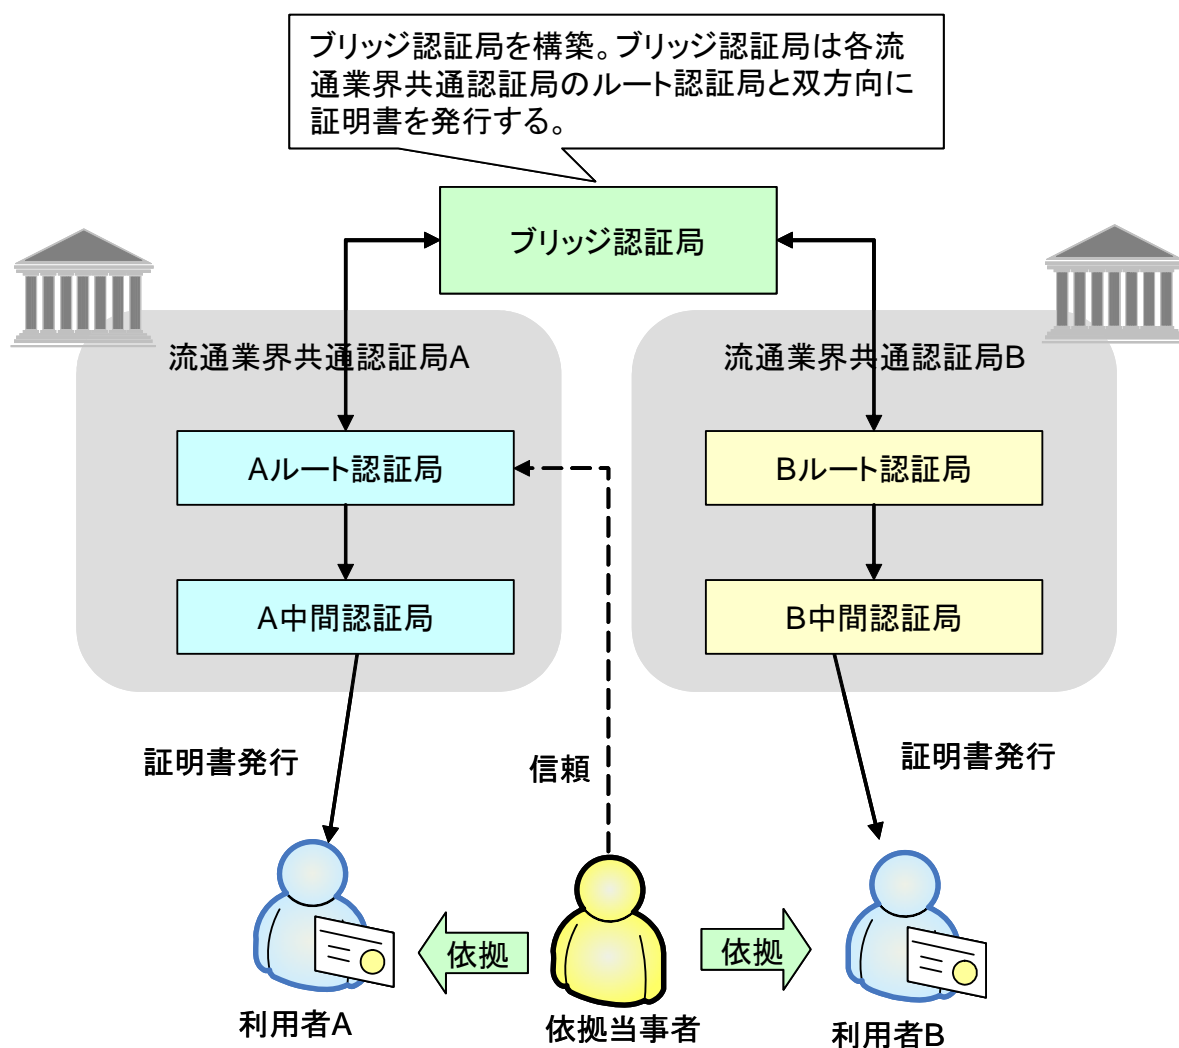 ブリッジ認証局を構築。ブリッジ認証局は各流
通業界共通認証局のルート認証局と双方向に
証明書を発行する。
ブリッジ認証局
流通業界共通認証局A
流通業界共通認証局B
Aルート認証局
Bルート認証局
A中間認証局
B中間認証局
証明書発行
信頼
証明書発行
依拠
依拠
利用者A
依拠当事者
利用者B